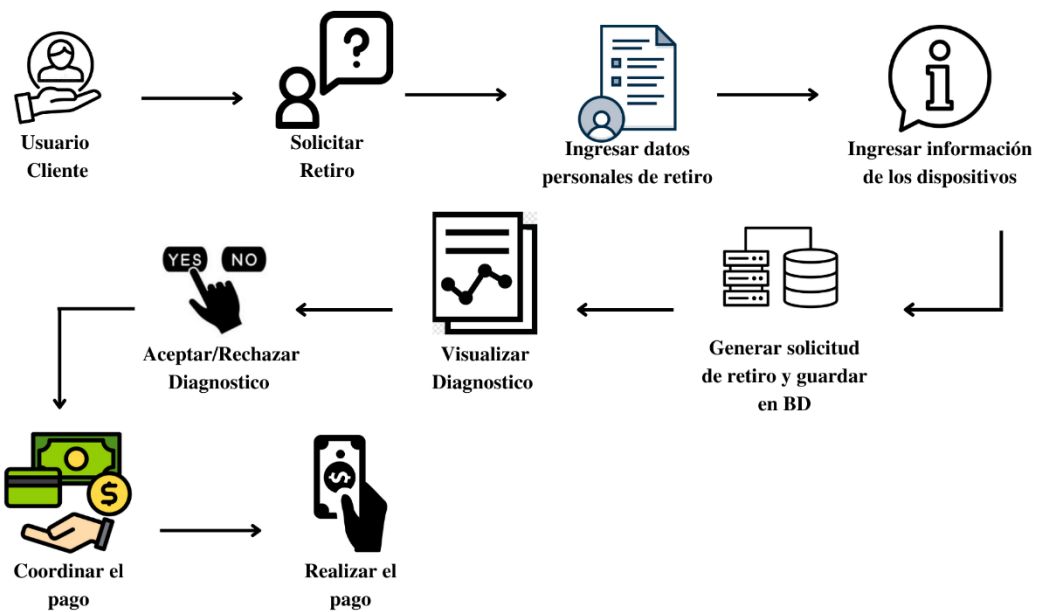 Usuario
Cliente
?
Solicitar
Retiro
Ingresar datos
personales de retiro
i
Ingresar información
de los dispositivos
YES NO
Aceptar/Rechazar
Diagnostico
Visualizar
Diagnostico
Generar solicitud
de retiro y guardar
en BD
$
Coordinar el
pago
$
Realizar el
pago